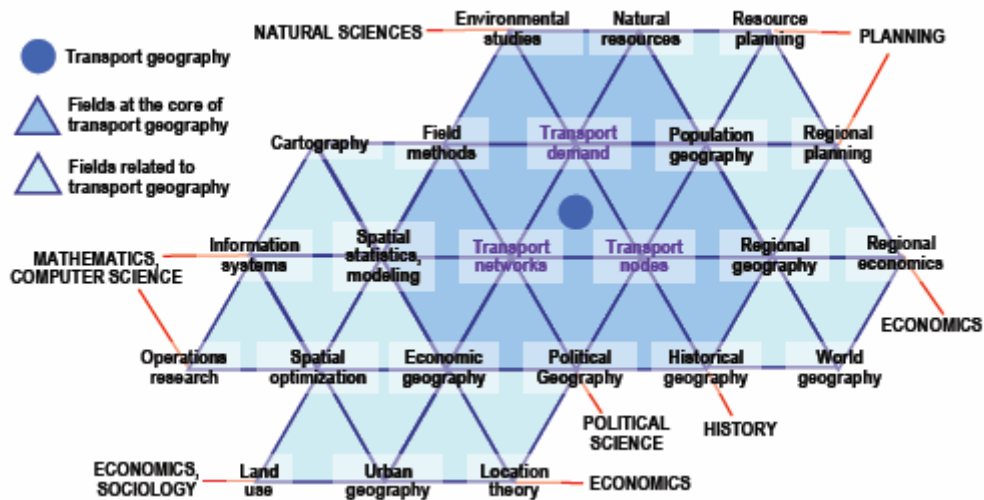 Environmental
studies
Natural
resources
Resource
planning
NATURAL SCIENCES
PLANNING
Transport geography
Fields at the core of
transport geography
Fields related to
transport geography
Cartography
Field
methods
Transport
demand
Population
geography
Regional
planning
Information
systems
Spatial
statistics,
modeling
Transport
networks
Transport
nodes
Regional
geography
Regional
economics
MATHEMATICS,
COMPUTER SCIENCE
ECONOMICS
Operations
research
Spatial
optimization
Economic
geography
Political
Geography
Historical
geography
World
geography
POLITICAL
SCIENCE
HISTORY
ECONOMICS,
SOCIOLOGY
Land
use
Urban
geography
Location
theory
ECONOMICS